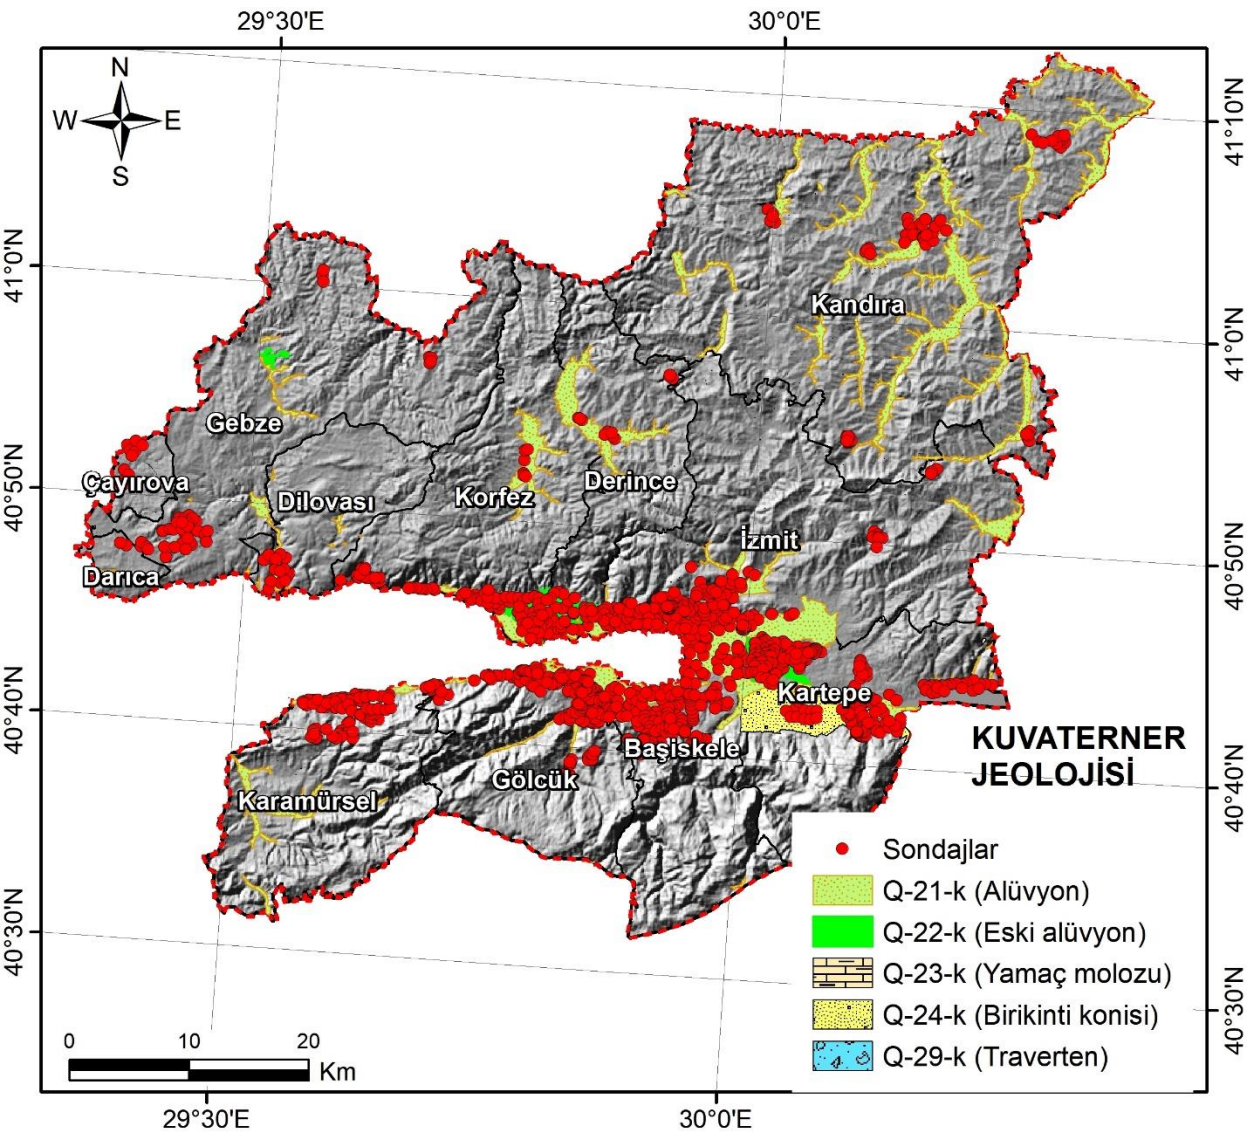 29°30'E
30°0'E
N
W
E
S
41°10'N
41°0'N
41°0'N
Kandıra
Gebze
Çayırova
40°50'N
Dilovası
Korfez
Derince
İzmit
40°50'N
Darıca
40°40'N
Kartepe
Başiskele
KUVATERNER
JEOLOJİSİ
Gölcük
Karamürsel
40°40'N
Sondajlar
Q-21-k (Alüvyon)
Q-22-k (Eski alüvyon)
40°30'N
Q-23-k (Yamaç molozu)
Q-24-k (Birikinti konisi)
40°30'N
Q-29-k (Traverten)
0
10
20
Km
29°30'E
30°0'E